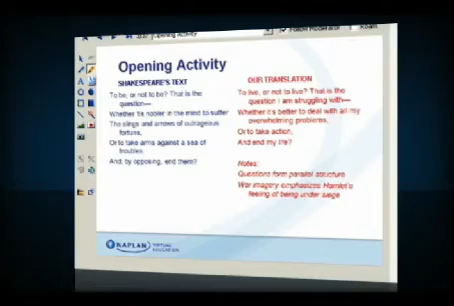 Opening Activity
Follow Moderator
Opening Activity
SHAKESPEARE'S TEXT
To be, or not to be? That is the
question—
Whether 'tis nobler in the mind to suffer
The slings and arrows of outrageous
fortune,
Or to take arms against a sea of
troubles,
And, by opposing, end them?
OUR TRANSLATION
To live, or not to live? That is the
question I am struggling with—
Whether it's better to deal with all my
overwhelming problems,
Or to take action,
And end my life?
Notes:
Questions form parallel structure
War imagery emphasizes Hamlet's
feeling of being under siege
KAPLAN
VIRTUAL
EDUCATION